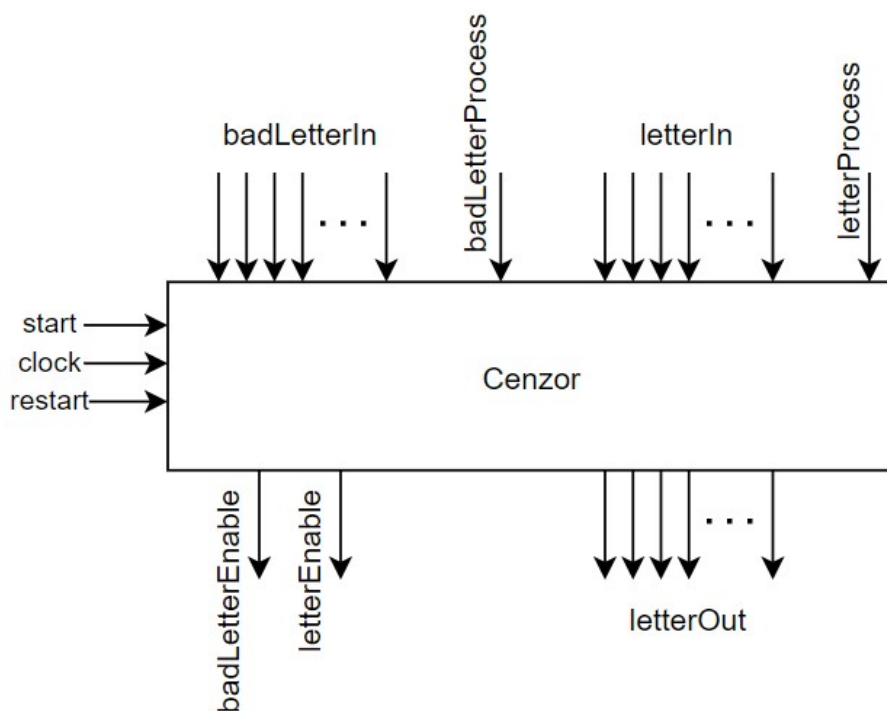 badLetterIn
badLetterProcess
letterIn
letterProcess
. . .
. . .
start
clock
restart
Cenzor
badLetterEnable
letterEnable
. . .
letterOut